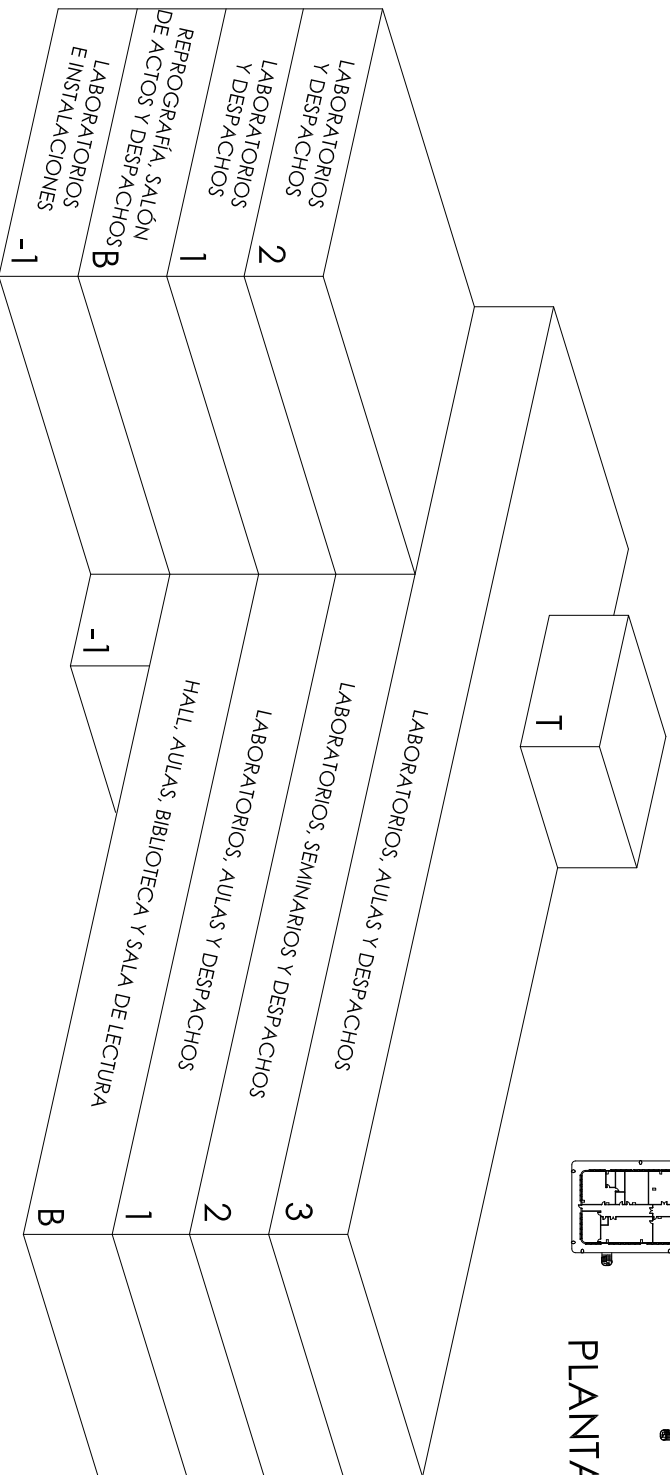 LABORATORIOS
Y DESPACHOS
2
LABORATORIOS
Y DESPACHOS
1
REPROGRAFÍA, SALÓN
DE ACTOS Y DESPACHOS
B
LABORATORIOS
E INSTALACIONES
-1
-1
T
LABORATORIOS, AULAS Y DESPACHOS
3
LABORATORIOS, SEMINARIOS Y DESPACHOS
2
LABORATORIOS, AULAS Y DESPACHOS
1
HALL, AULAS, BIBLIOTECA Y SALA DE LECTURA
B
PLANTA